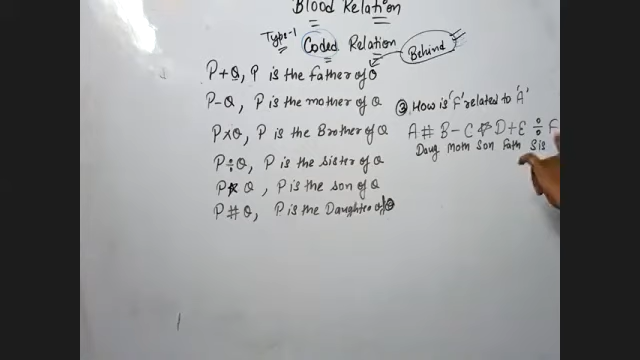 Blood Relation
Type-1 Coded Relation
Behind
P+Q, P is the Father of Q
P-Q, P is the mother of Q
P×Q, P is the Brother of Q
P÷Q, P is the sister of Q
P☆Q, P is the son of Q
P#Q, P is the Daughter of Q
③ How is 'F' related to 'A'
A # B - C ☆ D + E ÷ F
Daug Moth Son Fath Sis